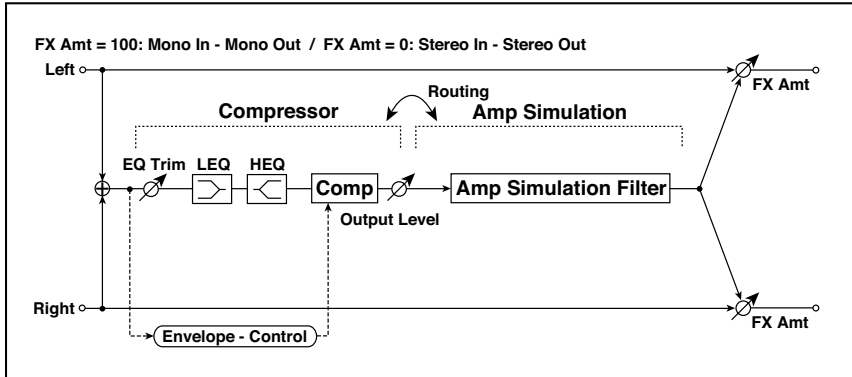 FX Amt = 100: Mono In - Mono Out / FX Amt = 0: Stereo In - Stereo Out
Left
FX Amt
Routing
Compressor
Amp Simulation
EQ Trim
LEQ
HEQ
Comp
Amp Simulation Filter
Output Level
Right
FX Amt
Envelope - Control